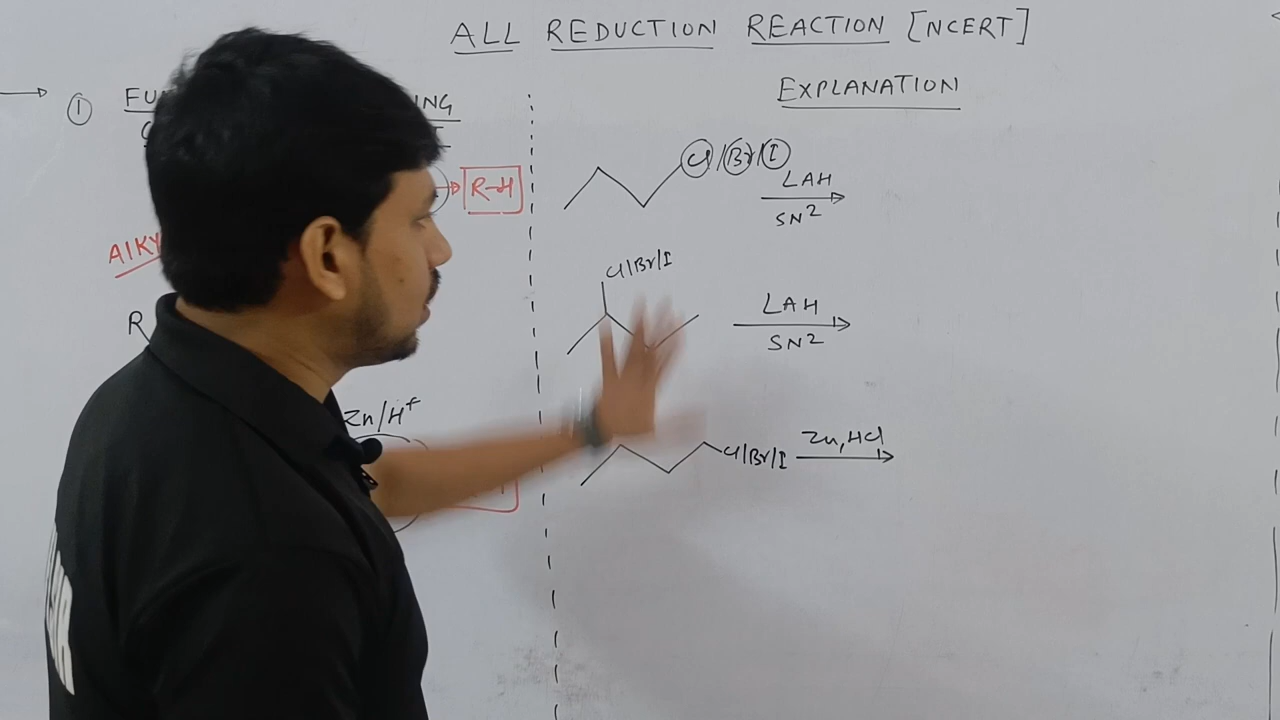 ALL REDUCTION REACTION [NCERT]
① FU ING
R-H
AlKY
R
Zn/H⁺
EXPLANATION
Cl/Br/I
LAH
SN²
Cl/Br/I
LAH
SN²
Cl/Br/I
Zn, HCl